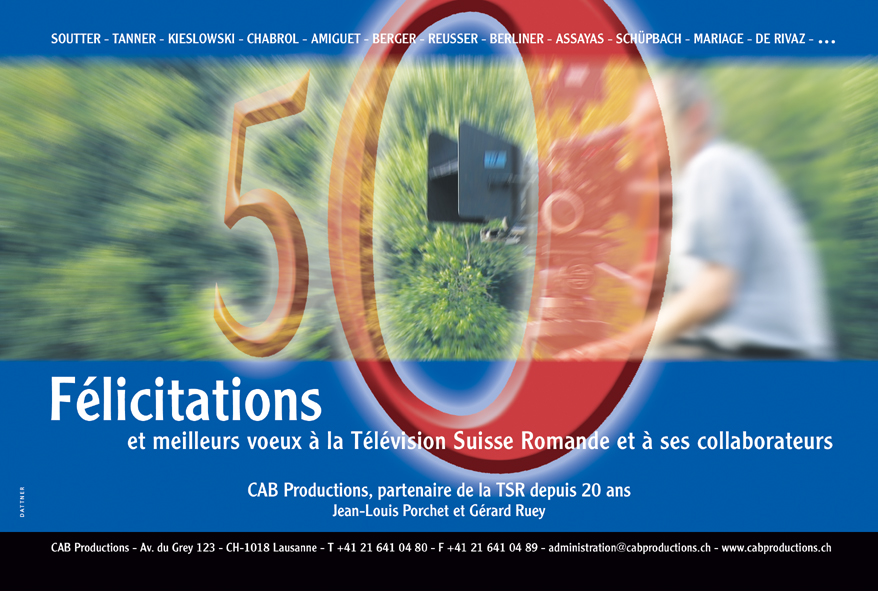 SOUTTER - TANNER - KIESLOWSKI - CHABROL - AMIGUET - BERGER - REUSSER - BERLINER - ASSAYAS - SCHÜPBACH - MARIAGE - DE RIVAZ - ...
50
Félicitations
et meilleurs voeux à la Télévision Suisse Romande et à ses collaborateurs
CAB Productions, partenaire de la TSR depuis 20 ans
Jean-Louis Porchet et Gérard Ruey
DATTNER
CAB Productions - Av. du Grey 123 - CH-1018 Lausanne - T +41 21 641 04 80 - F +41 21 641 04 89 - administration@cabproductions.ch - www.cabproductions.ch